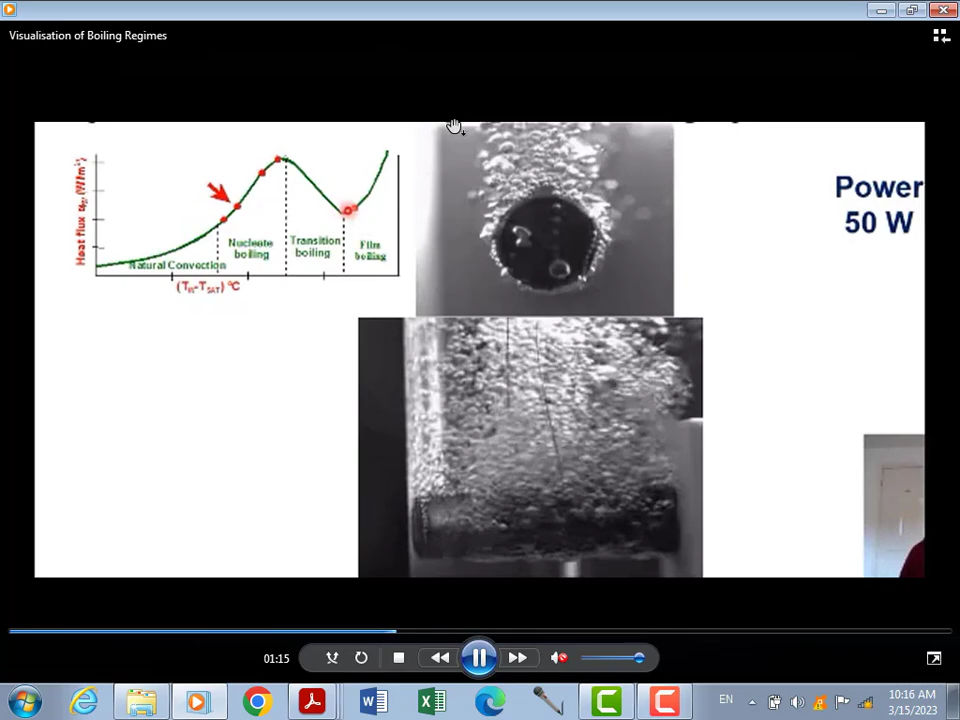 Visualisation of Boiling Regimes
Power
50 W
Heat flux
Nucleate
boiling
Transition
boiling
Film
boiling
Natural Convection
°C
01:15
EN
10:16 AM
3/15/2023